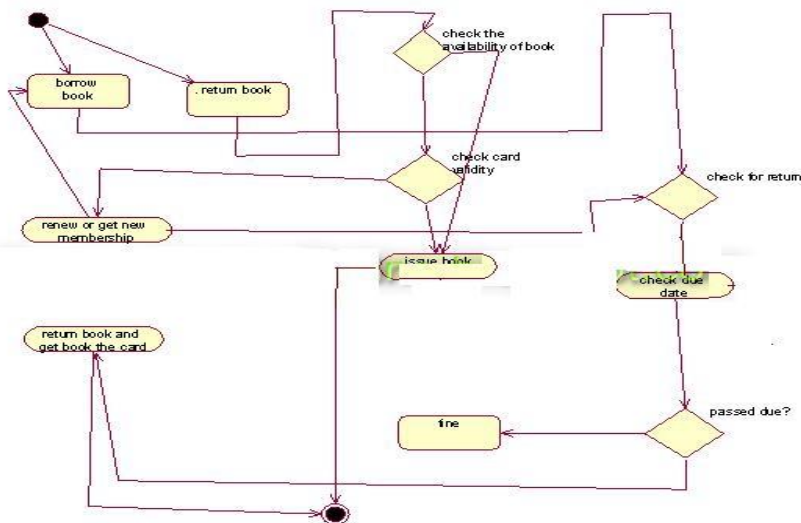 check the
availability of book
borrow
book
. return book
check card
validity
check for return
renew or get new
membership
issue book
check due
date
return book and
get book the card
fine
passed due?